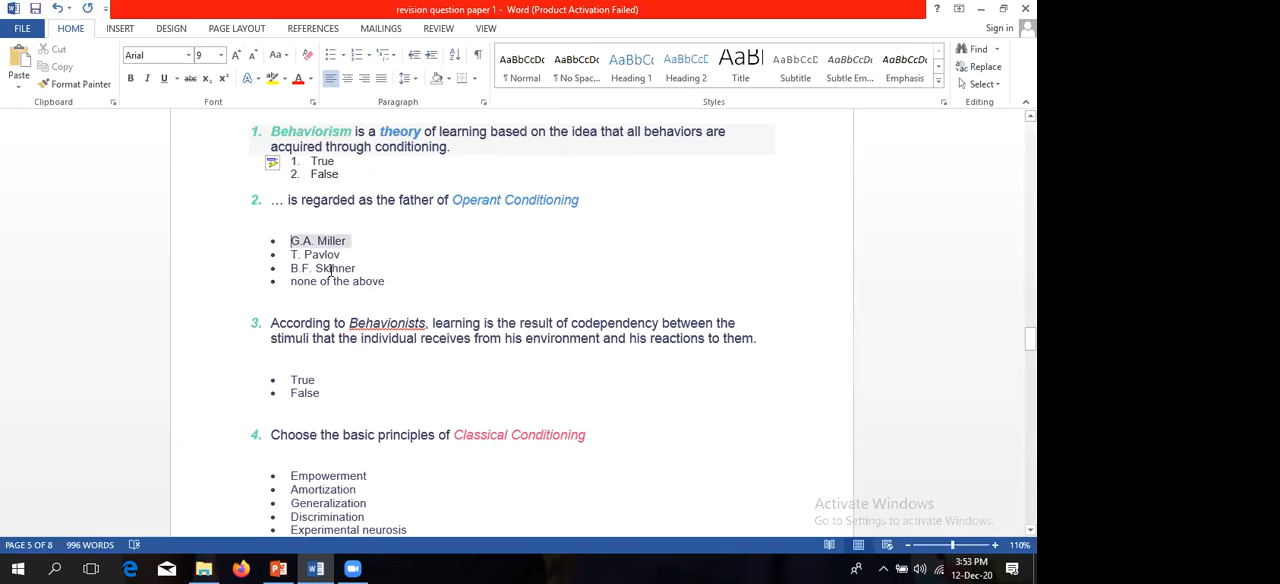 revision question paper 1 - Word (Product Activation Failed)
FILE HOME INSERT DESIGN PAGE LAYOUT REFERENCES MAILINGS REVIEW VIEW Sign in
Paste
Cut
Copy
Format Painter
Clipboard
Arial 9
Font
Paragraph
AaBbCcDc AaBbCcDc AaBbCc AaBbCcDc AaBl AaBbCcDc AaBbCcDc AaBbCcDc
¶ Normal ¶ No Spac... Heading 1 Heading 2 Title Subtitle Subtle Em... Emphasis
Styles
Find
Replace
Select
Editing
1. Behaviorism is a theory of learning based on the idea that all behaviors are
acquired through conditioning.
1. True
2. False
2. … is regarded as the father of Operant Conditioning
• G.A. Miller
• T. Pavlov
• B.F. Skinner
• none of the above
3. According to Behavionists, learning is the result of codependency between the
stimuli that the individual receives from his environment and his reactions to them.
• True
• False
4. Choose the basic principles of Classical Conditioning
• Empowerment
• Amortization
• Generalization
• Discrimination
• Experimental neurosis
Activate Windows
Go to Settings to activate Windows.
PAGE 5 OF 8 996 WORDS 110%
3:53 PM
12-Dec-20